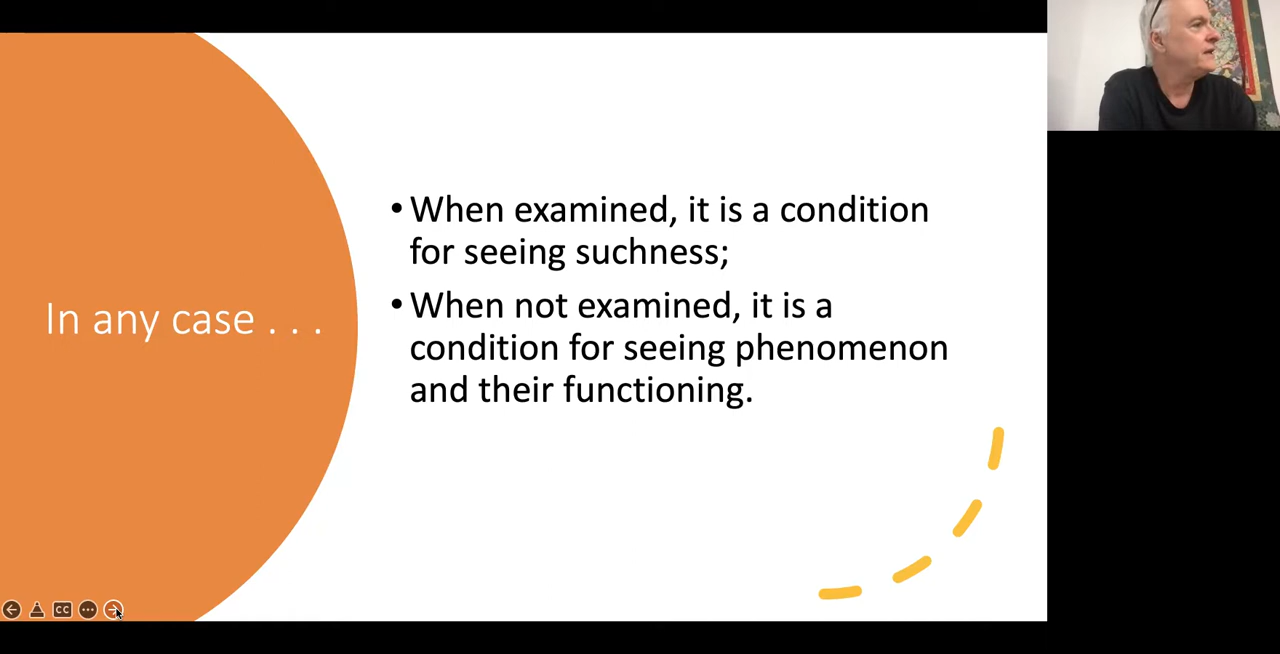 In any case . . .
• When examined, it is a condition
for seeing suchness;
• When not examined, it is a
condition for seeing phenomenon
and their functioning.
CC